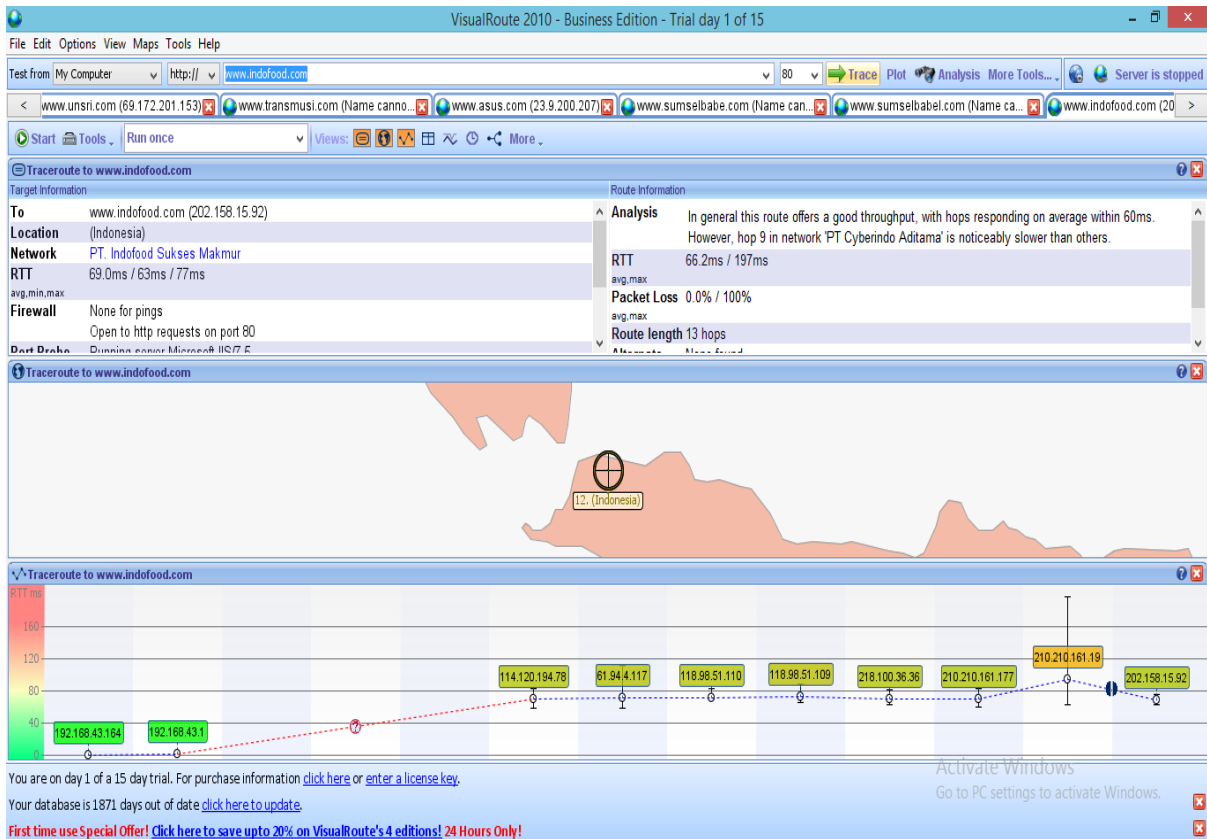 VisualRoute 2010 - Business Edition - Trial day 1 of 15
File Edit Options View Maps Tools Help
Test from My Computer http:// www.indofood.com 80 Trace Plot Analysis More Tools... Server is stopped
< www.unsri.com (69.172.201.153) www.transmusi.com (Name canno... www.asus.com (23.9.200.207) www.sumselbabe.com (Name can... www.sumselbabel.com (Name ca... www.indofood.com (20 >
Start Tools Run once Views: More
Traceroute to www.indofood.com
Target Information
To www.indofood.com (202.158.15.92)
Location (Indonesia)
Network PT. Indofood Sukses Makmur
RTT 69.0ms / 63ms / 77ms
avg,min,max
Firewall None for pings
Open to http requests on port 80
Port Probe Running server Microsoft IIS/7.5
Route Information
Analysis In general this route offers a good throughput, with hops responding on average within 60ms.
However, hop 9 in network 'PT Cyberindo Aditama' is noticeably slower than others.
RTT 66.2ms / 197ms
avg,max
Packet Loss 0.0% / 100%
avg,max
Route length 13 hops
Alternate None found
Traceroute to www.indofood.com
12. (Indonesia)
Traceroute to www.indofood.com
RTT ms
160
120
80
40
0
192.168.43.164
192.168.43.1
?
114.120.194.78
61.94.4.117
118.98.51.110
118.98.51.109
218.100.36.36
210.210.161.177
210.210.161.19
202.158.15.92
Activate Windows
Go to PC settings to activate Windows.
You are on day 1 of a 15 day trial. For purchase information click here or enter a license key.
Your database is 1871 days out of date click here to update.
First time use Special Offer! Click here to save upto 20% on VisualRoute's 4 editions! 24 Hours Only!